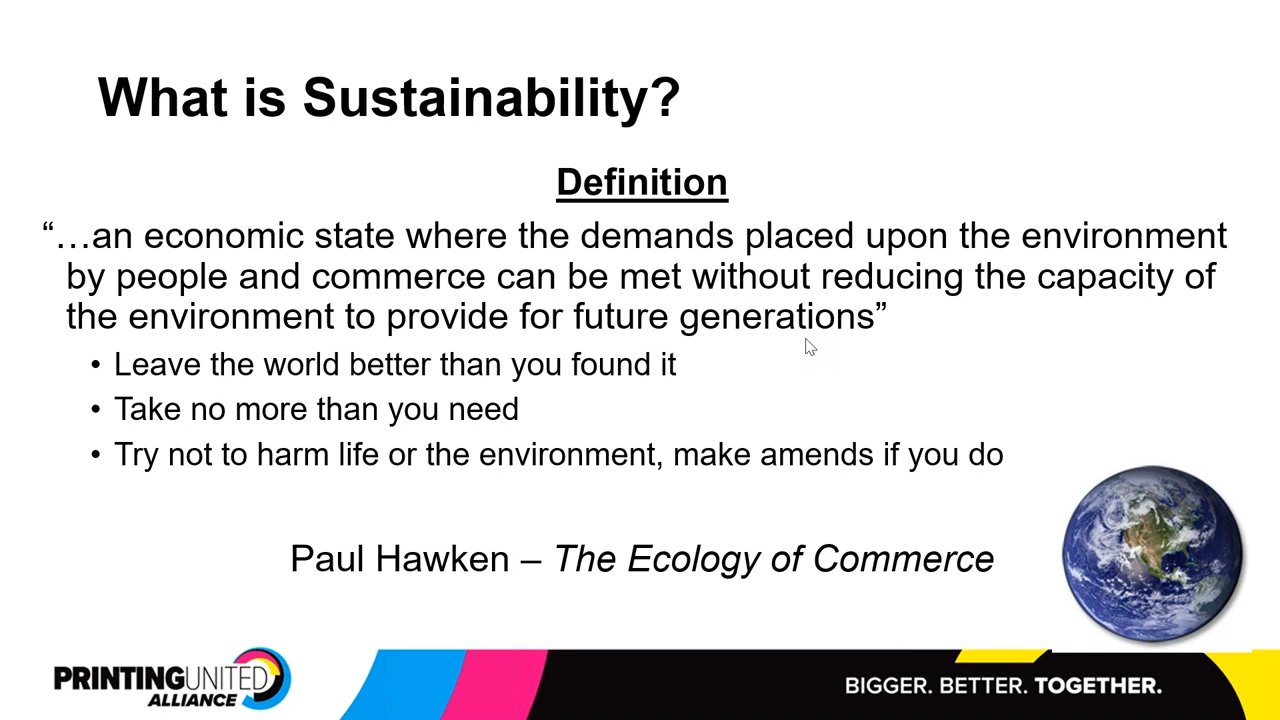 What is Sustainability?
Definition
“…an economic state where the demands placed upon the environment
by people and commerce can be met without reducing the capacity of
the environment to provide for future generations”
• Leave the world better than you found it
• Take no more than you need
• Try not to harm life or the environment, make amends if you do
Paul Hawken – The Ecology of Commerce
PRINTINGUNITED
ALLIANCE
BIGGER. BETTER. TOGETHER.